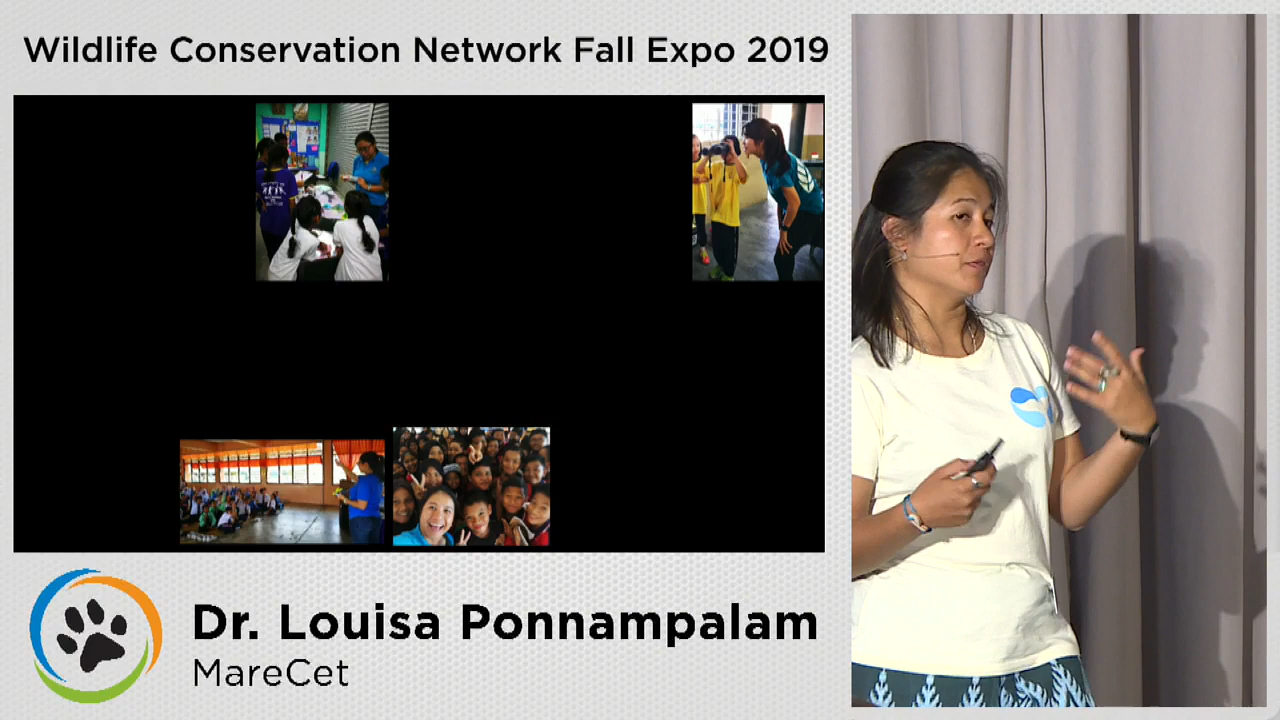 Wildlife Conservation Network Fall Expo 2019
Dr. Louisa Ponnampalam
MareCet